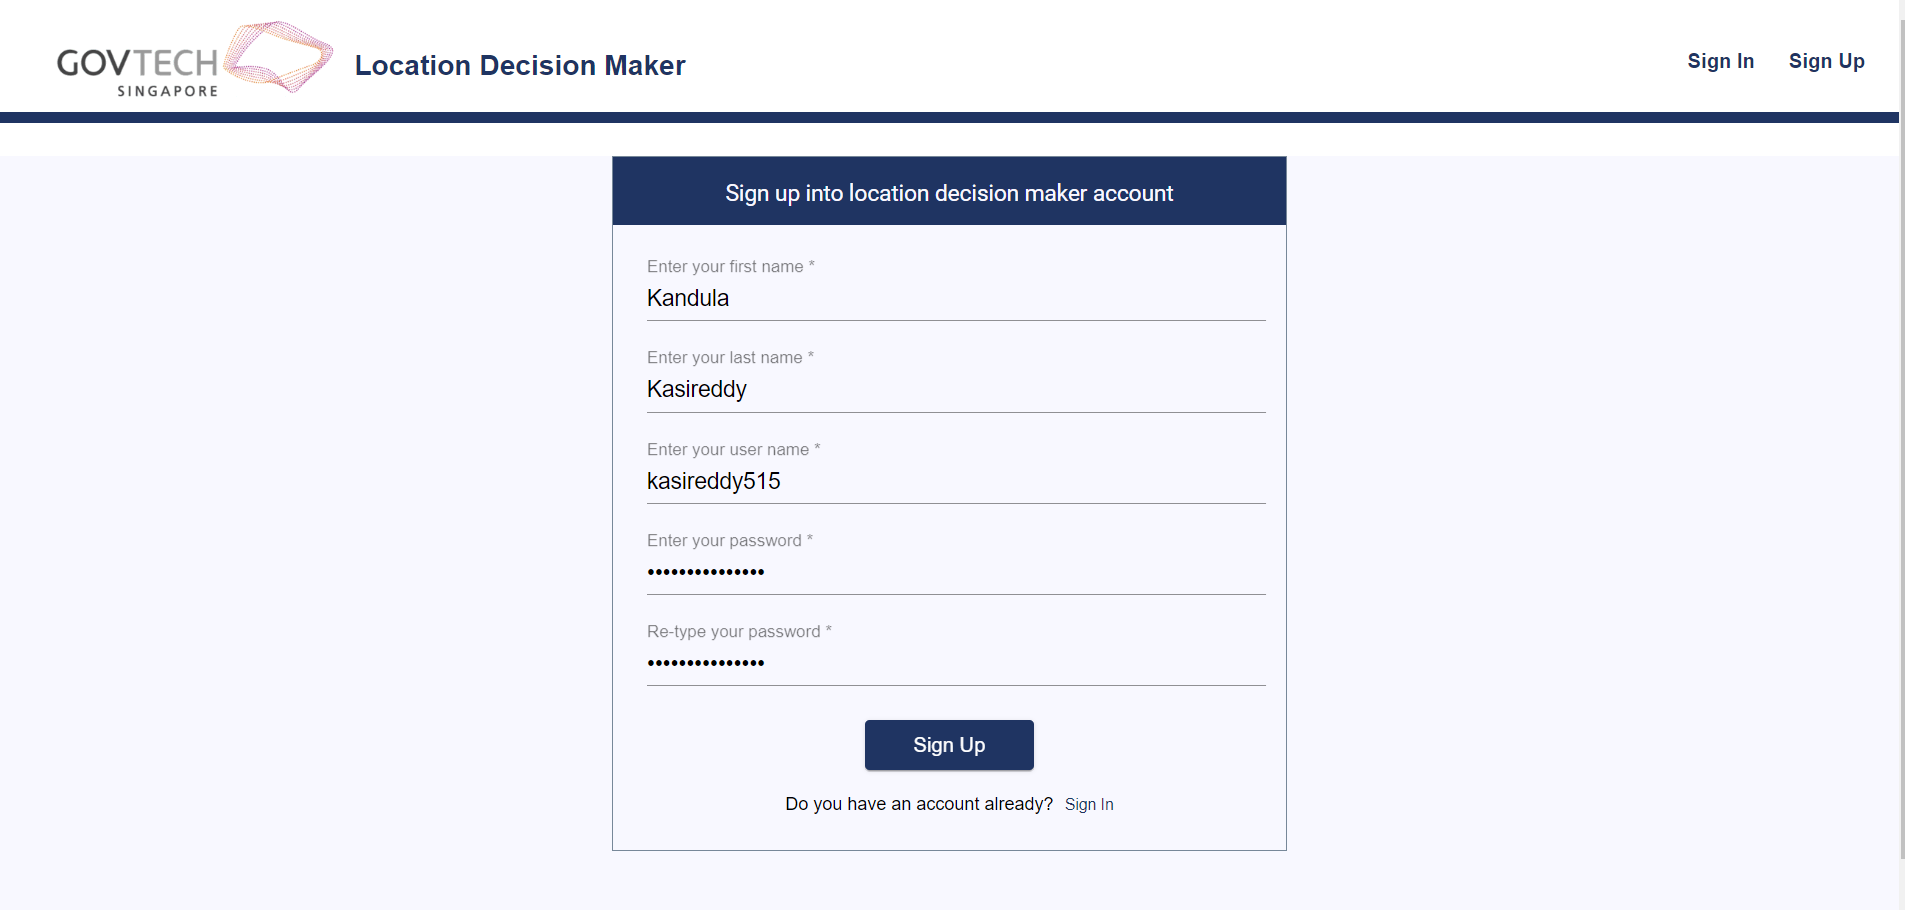 GOVTECH
SINGAPORE
Location Decision Maker
Sign In
Sign Up
Sign up into location decision maker account
Enter your first name *
Kandula
Enter your last name *
Kasireddy
Enter your user name *
kasireddy515
Enter your password *
•••••••••••••••
Re-type your password *
•••••••••••••••
Sign Up
Do you have an account already? Sign In